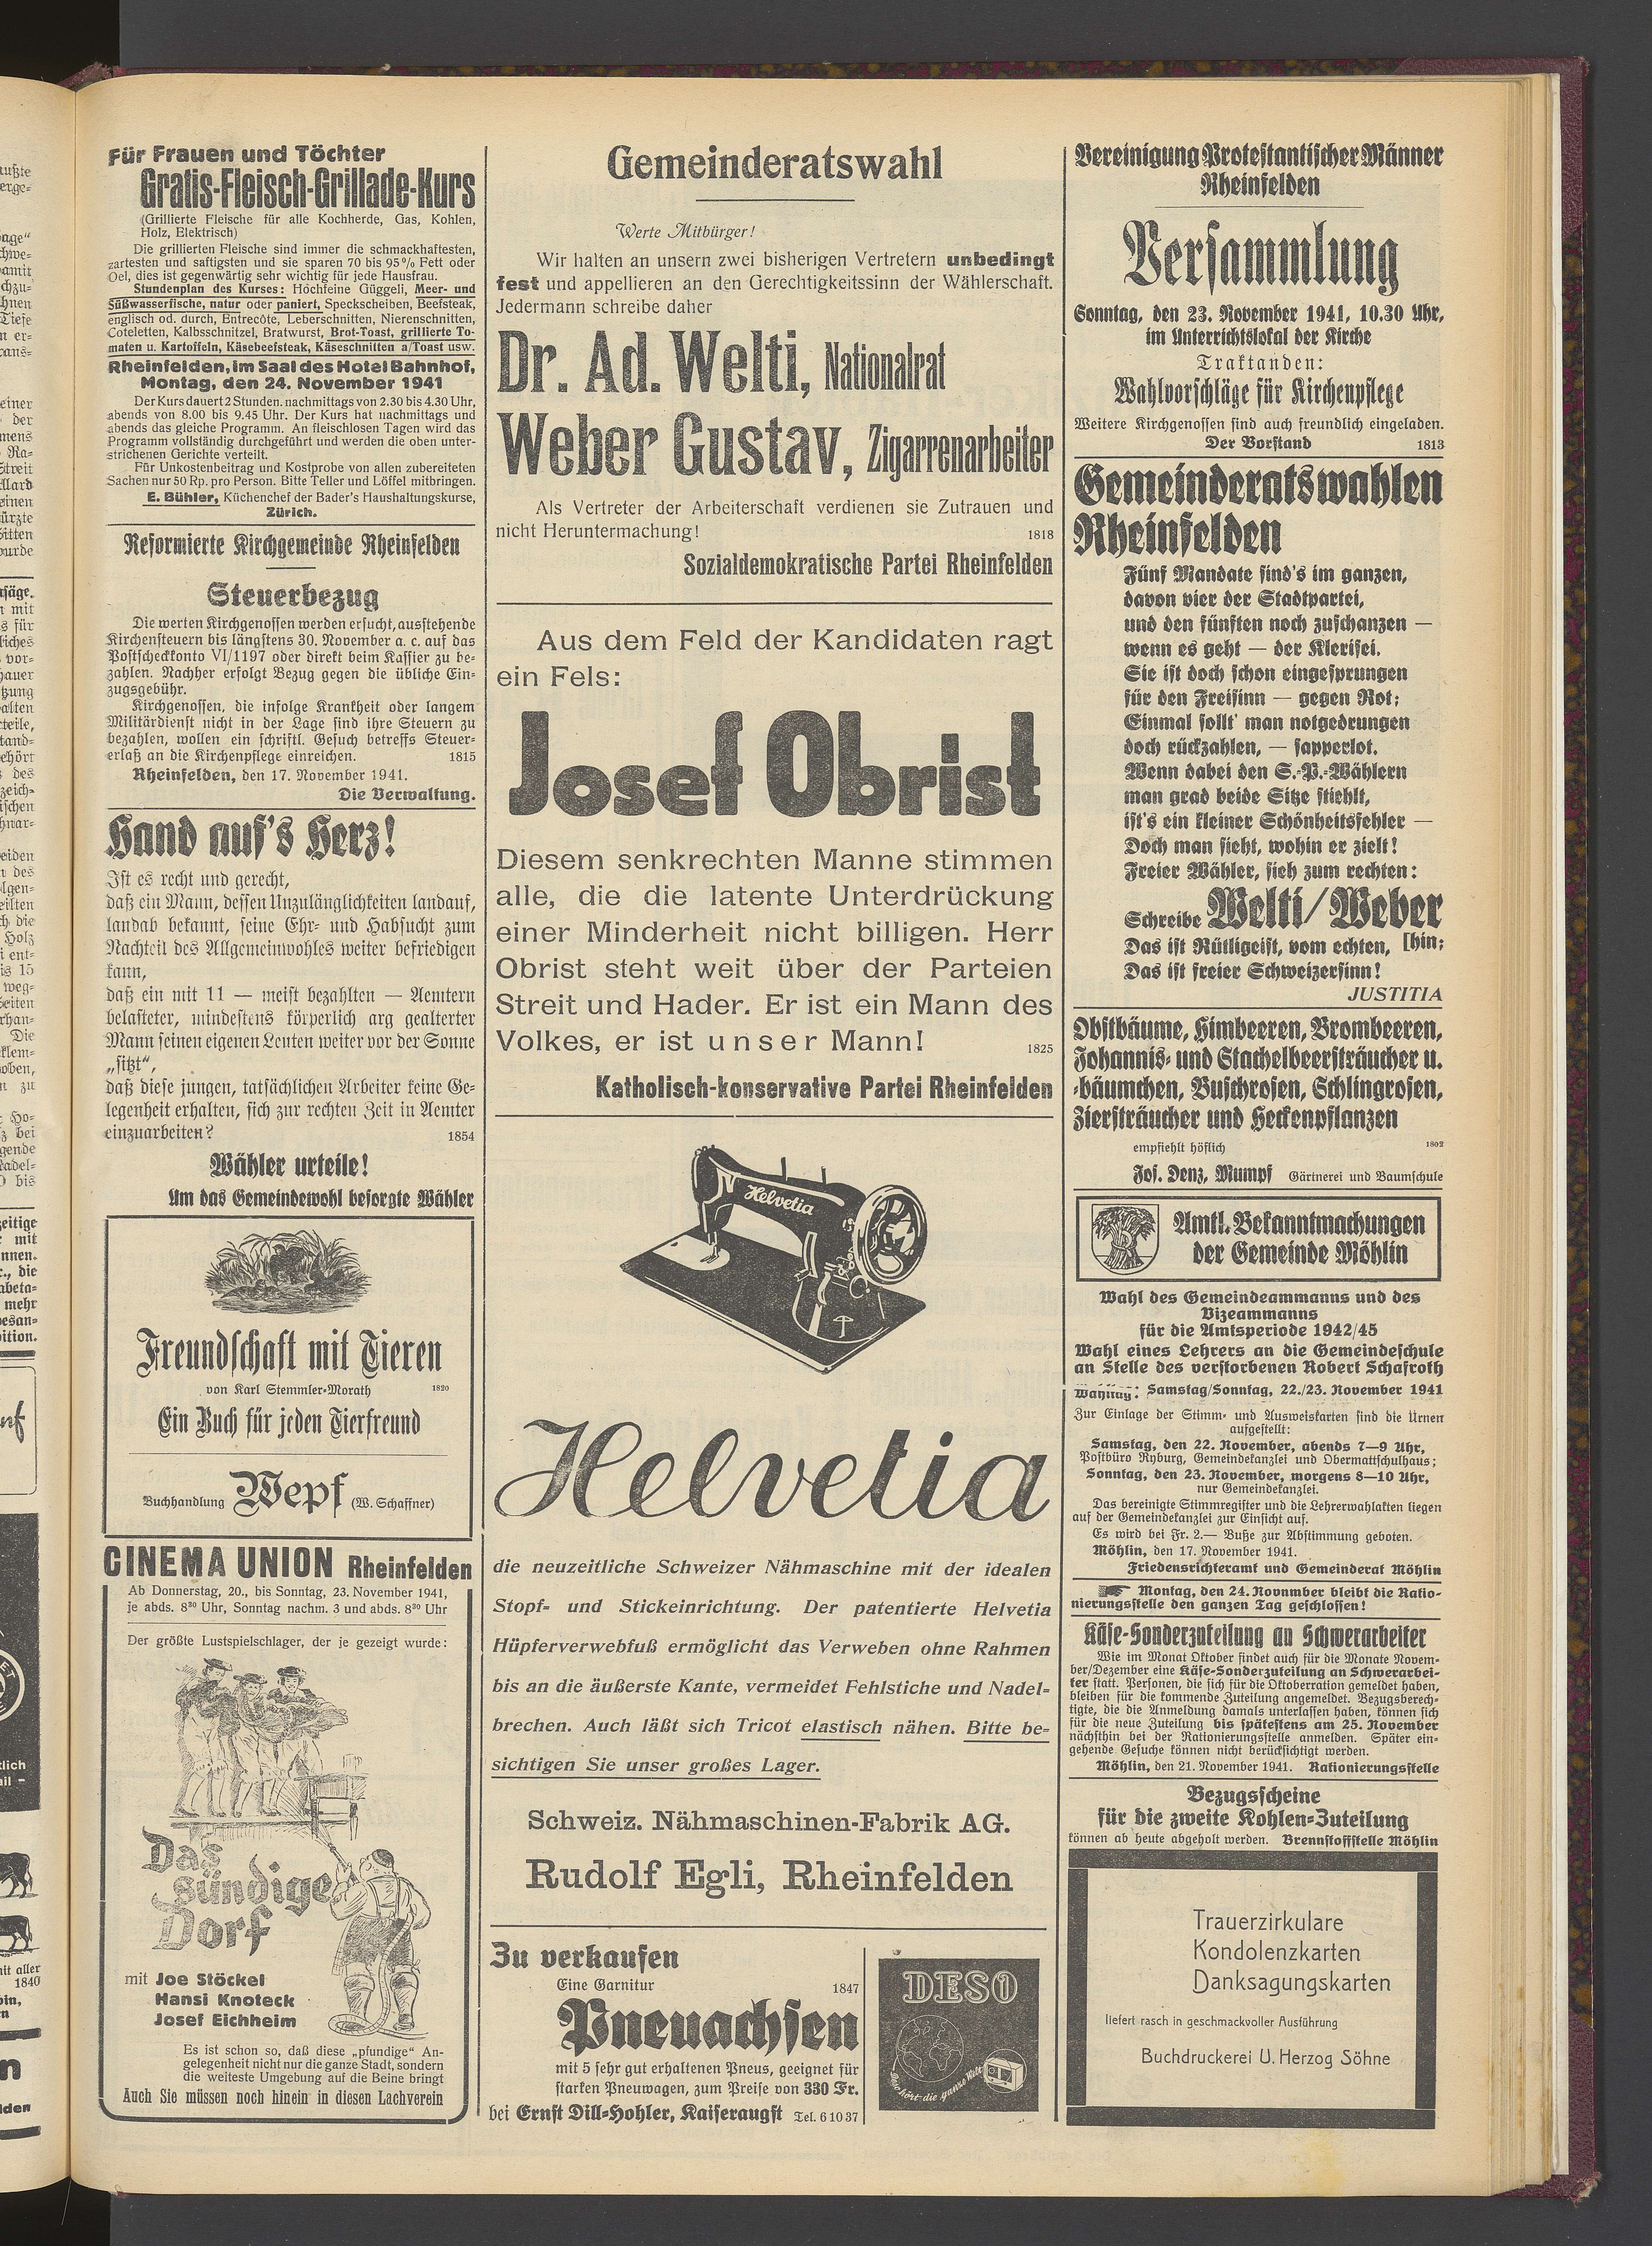 Für Frauen und Töchter
Gratis-Fleisch-Grillade-Kurs
(Grillierte Fleische für alle Kochherde, Gas, Kohlen,
Holz, Elektrisch)
Die grillierten Fleische sind immer die schmackhaftesten,
zartesten und saftigsten und sie sparen 70 bis 95% Fett oder
Oel, dies ist gegenwärtig sehr wichtig für jede Hausfrau.
Stundenplan des Kurses: Höchfeine Güggeli, Meer- und
Süßwasserfische, natur oder paniert, Speckscheiben, Beefsteak,
englisch od. durch, Entrecôte, Leberschnitten, Nierenschnitten,
Coteletten, Kalbsschnitzel, Bratwurst, Brot-Toast, grillierte To-
maten u. Kartoffeln, Käsebeefsteak, Käseschnitten a/Toast usw.
Rheinfelden, im Saal des Hotel Bahnhof,
Montag, den 24. November 1941
Der Kurs dauert 2 Stunden. nachmittags von 2.30 bis 4.30 Uhr,
abends von 8.00 bis 9.45 Uhr. Der Kurs hat nachmittags und
abends das gleiche Programm. An fleischlosen Tagen wird das
Programm vollständig durchgeführt und werden die oben unter-
strichenen Gerichte verteilt.
Für Unkostenbeitrag und Kostprobe von allen zubereiteten
Sachen nur 50 Rp. pro Person. Bitte Teller und Löffel mitbringen.
E. Bühler, Küchenchef der Bader's Haushaltungskurse,
Zürich.
Reformierte Kirchgemeinde Rheinfelden
Steuerbezug
Die werten Kirchgenossen werden ersucht, ausstehende
Kirchensteuern bis längstens 30. November a. c. auf das
Postscheckkonto VI/1197 oder direkt beim Kassier zu be-
zahlen. Nachher erfolgt Bezug gegen die übliche Ein-
zugsgebühr.
Kirchgenossen, die infolge Krankheit oder langem
Militärdienst nicht in der Lage sind ihre Steuern zu
bezahlen, wollen ein schriftl. Gesuch betreffs Steuer-
erlaß an die Kirchenpflege einreichen. 1815
Rheinfelden, den 17. November 1941.
Die Verwaltung.
Hand auf's Herz!
Ist es recht und gerecht,
daß ein Mann, dessen Unzulänglichkeiten landauf,
landab bekannt, seine Ehr- und Habsucht zum
Nachteil des Allgemeinwohles weiter befriedigen
kann,
daß ein mit 11 — meist bezahlten — Aemtern
belasteter, mindestens körperlich arg gealterter
Mann seinen eigenen Leuten weiter vor der Sonne
„sitzt“,
daß diese jungen, tatsächlichen Arbeiter keine Ge-
legenheit erhalten, sich zur rechten Zeit in Aemter
einzuarbeiten? 1854
Wähler urteile!
Um das Gemeindewohl besorgte Wähler
Freundschaft mit Tieren
von Karl Stemmler-Morath 1820
Ein Buch für jeden Tierfreund
Buchhandlung Wepf (W. Schaffner)
CINEMA UNION Rheinfelden
Ab Donnerstag, 20., bis Sonntag, 23. November 1941,
je abds. 8³⁰ Uhr, Sonntag nachm. 3 und abds. 8³⁰ Uhr
Der größte Lustspielschlager, der je gezeigt wurde:
Das
sündige
Dorf
mit Joe Stöckel
Hansi Knoteck
Josef Eichheim
Es ist schon so, daß diese „pfundige“ An-
gelegenheit nicht nur die ganze Stadt, sondern
die weiteste Umgebung auf die Beine bringt
Auch Sie müssen noch hinein in diesen Lachverein
Gemeinderatswahl
Werte Mitbürger!
Wir halten an unsern zwei bisherigen Vertretern unbedingt
fest und appellieren an den Gerechtigkeitssinn der Wählerschaft.
Jedermann schreibe daher
Dr. Ad. Welti, Nationalrat
Weber Gustav, Zigarrenarbeiter
Als Vertreter der Arbeiterschaft verdienen sie Zutrauen und
nicht Heruntermachung! 1818
Sozialdemokratische Partei Rheinfelden
Aus dem Feld der Kandidaten ragt
ein Fels:
Josef Obrist
Diesem senkrechten Manne stimmen
alle, die die latente Unterdrückung
einer Minderheit nicht billigen. Herr
Obrist steht weit über der Parteien
Streit und Hader. Er ist ein Mann des
Volkes, er ist unser Mann! 1825
Katholisch-konservative Partei Rheinfelden
Helvetia
Helvetia
die neuzeitliche Schweizer Nähmaschine mit der idealen
Stopf- und Stickeinrichtung. Der patentierte Helvetia
Hüpferverwebfuß ermöglicht das Verweben ohne Rahmen
bis an die äußerste Kante, vermeidet Fehlstiche und Nadel-
brechen. Auch läßt sich Tricot elastisch nähen. Bitte be-
sichtigen Sie unser großes Lager.
Schweiz. Nähmaschinen-Fabrik AG.
Rudolf Egli, Rheinfelden
Zu verkaufen
Eine Garnitur 1847
Pneuachsen
mit 5 sehr gut erhaltenen Pneus, geeignet für
starken Pneuwagen, zum Preise von 330 Fr.
bei Ernst Dill-Hohler, Kaiseraugst Tel. 6 10 37
DESO
hört die ganze Welt
Vereinigung Protestantischer Männer
Rheinfelden
Versammlung
Sonntag, den 23. November 1941, 10.30 Uhr,
im Unterrichtslokal der Kirche
Traktanden:
Wahlvorschläge für Kirchenpflege
Weitere Kirchgenossen sind auch freundlich eingeladen.
Der Vorstand 1813
Gemeinderatswahlen
Rheinfelden
Fünf Mandate sind's im ganzen,
davon vier der Stadtpartei,
und den fünften noch zuschanzen —
wenn es geht — der Klerisei.
Sie ist doch schon eingesprungen
für den Freisinn — gegen Rot;
Einmal sollt' man notgedrungen
doch rückzahlen, — sapperlot.
Wenn dabei den S.-P.-Wählern
man grad beide Sitze stiehlt,
ist's ein kleiner Schönheitsfehler —
Doch man sieht, wohin er zielt!
Freier Wähler, sieh zum rechten:
Schreibe Welti/Weber
Das ist Rütligeist, vom echten, [hin;
Das ist freier Schweizersinn!
JUSTITIA
Obstbäume, Himbeeren, Brombeeren,
Johannis- und Stachelbeersträucher u.
-bäumchen, Buschrosen, Schlingrosen,
Ziersträucher und Heckenpflanzen
empfiehlt höflich 1802
Jos. Denz, Mumpf Gärtnerei und Baumschule
Amtl. Bekanntmachungen
der Gemeinde Möhlin
Wahl des Gemeindeammanns und des
Vizeammanns
für die Amtsperiode 1942/45
Wahl eines Lehrers an die Gemeindeschule
an Stelle des verstorbenen Robert Schafroth
Wahltag: Samstag/Sonntag, 22./23. November 1941
Zur Einlage der Stimm- und Ausweiskarten sind die Urnen
aufgestellt:
Samstag, den 22. November, abends 7—9 Uhr,
Postbüro Ryburg, Gemeindekanzlei und Obermattschulhaus;
Sonntag, den 23. November, morgens 8—10 Uhr,
nur Gemeindekanzlei.
Das bereinigte Stimmregister und die Lehrerwahlakten liegen
auf der Gemeindekanzlei zur Einsicht auf.
Es wird bei Fr. 2.— Buße zur Abstimmung geboten.
Möhlin, den 17. November 1941.
Friedensrichteramt und Gemeinderat Möhlin
Montag, den 24. Novnmber bleibt die Ratio-
nierungsstelle den ganzen Tag geschlossen!
Käse-Sonderzuteilung an Schwerarbeiter
Wie im Monat Oktober findet auch für die Monate Novem-
ber/Dezember eine Käse-Sonderzuteilung an Schwerarbei-
ter statt. Personen, die sich für die Oktoberration gemeldet haben,
bleiben für die kommende Zuteilung angemeldet. Bezugsberech-
tigte, die die Anmeldung damals unterlassen haben, können sich
für die neue Zuteilung bis spätestens am 25. November
nächsthin bei der Rationierungsstelle anmelden. Später ein-
gehende Gesuche können nicht berücksichtigt werden.
Möhlin, den 21. November 1941. Rationierungsstelle
Bezugscheine
für die zweite Kohlen-Zuteilung
können ab heute abgeholt werden. Brennstoffstelle Möhlin
Trauerzirkulare
Kondolenzkarten
Danksagungskarten
liefert rasch in geschmackvoller Ausführung
Buchdruckerei U. Herzog Söhne